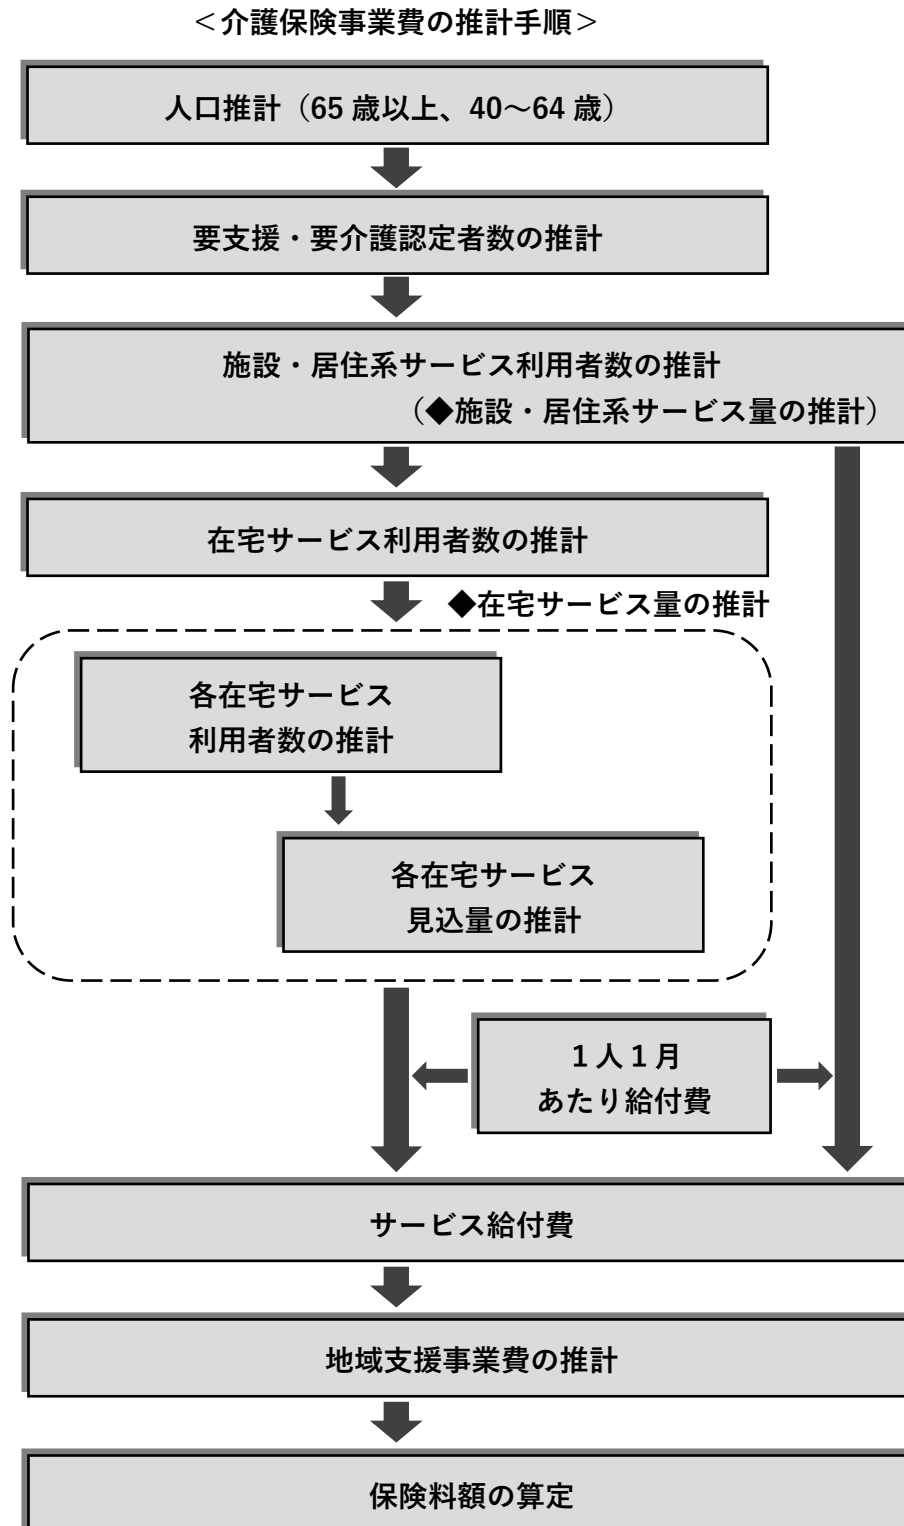 ＜介護保険事業費の推計手順＞
人口推計（65 歳以上、40～64 歳）
要支援・要介護認定者数の推計
施設・居住系サービス利用者数の推計
（◆施設・居住系サービス量の推計）
在宅サービス利用者数の推計
◆在宅サービス量の推計
各在宅サービス
利用者数の推計
各在宅サービス
見込量の推計
１人１月
あたり給付費
サービス給付費
地域支援事業費の推計
保険料額の算定